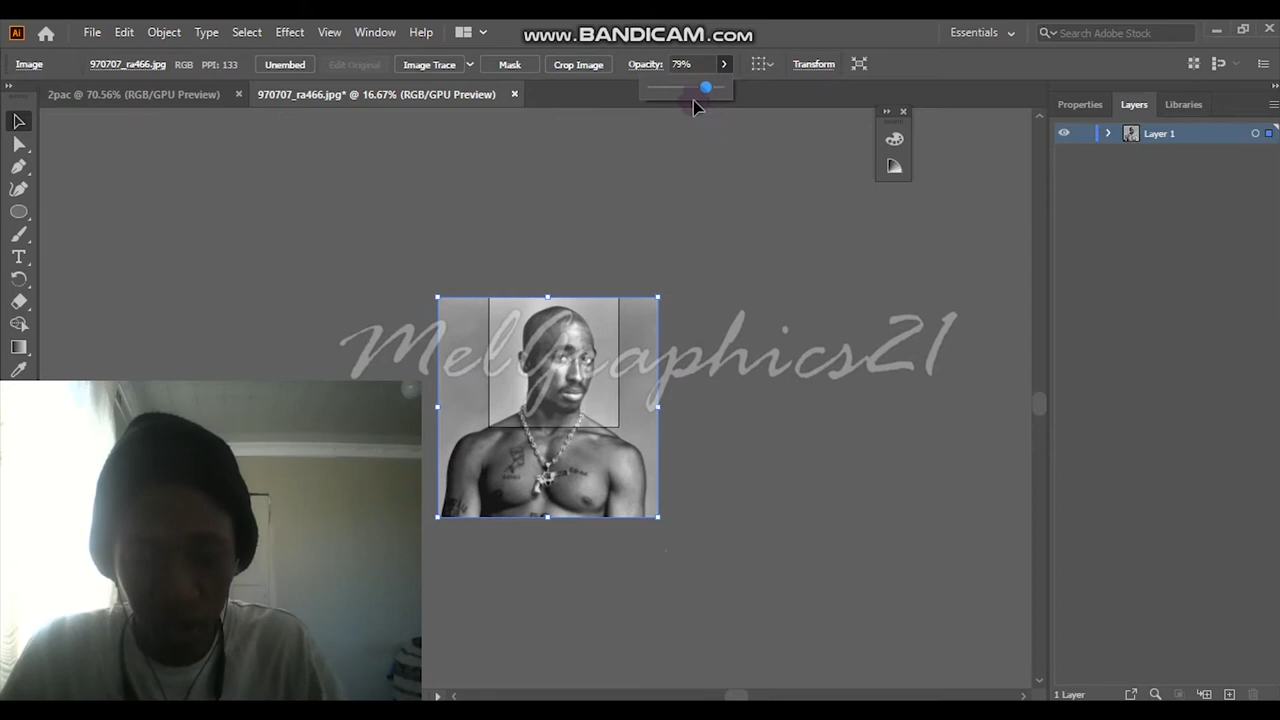 www.BANDICAM.com
Ai File Edit Object Type Select Effect View Window Help Essentials Search Adobe Stock
Image 970707_ra466.jpg RGB PPI: 133 Unembed Edit Original Image Trace Mask Crop Image Opacity: 79% Transform
2pac @ 70.56% (RGB/GPU Preview) × 970707_ra466.jpg* @ 16.67% (RGB/GPU Preview) ×
Properties Layers Libraries
Layer 1
MelGraphics21
1 Layer